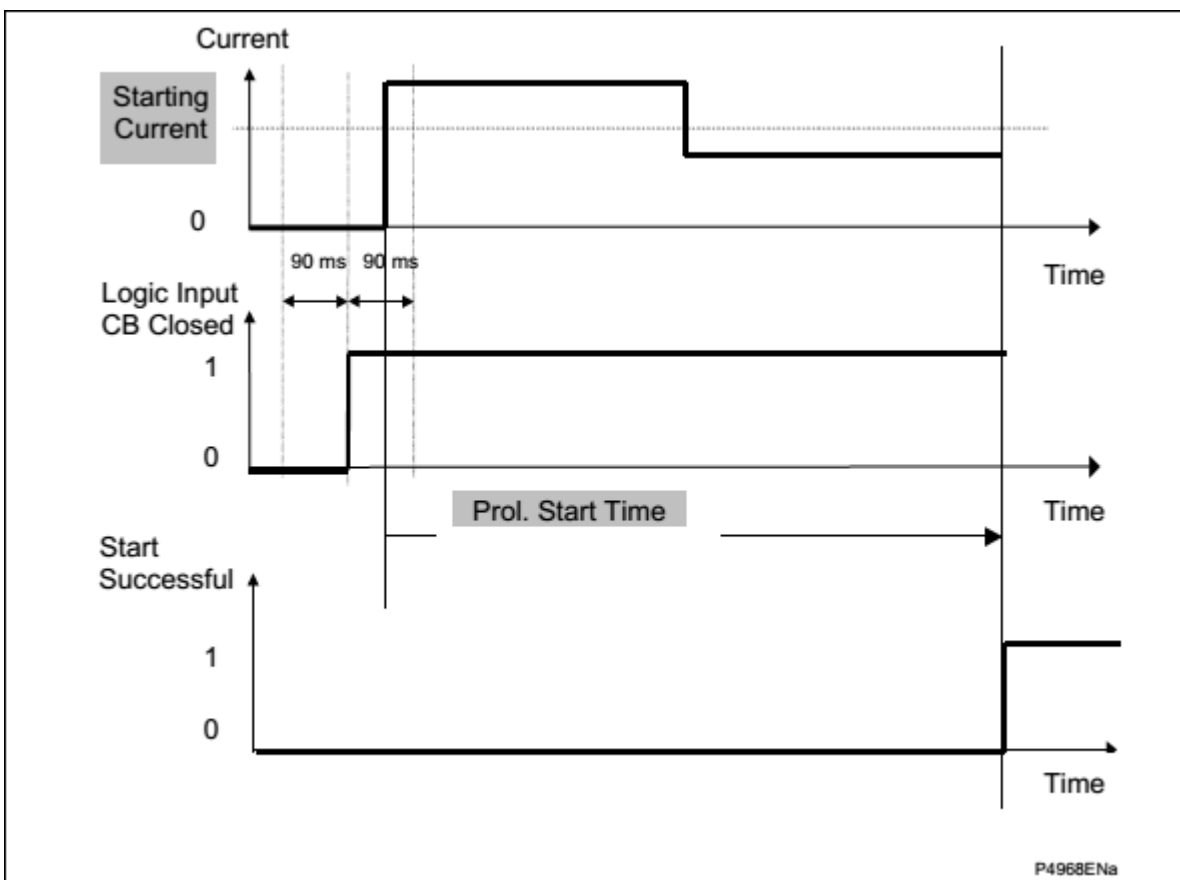 Current
Starting
Current
0
90 ms 90 ms
Time
Logic Input
CB Closed
1
0
Prol. Start Time
Time
Start
Successful
1
0
Time
P4968ENa